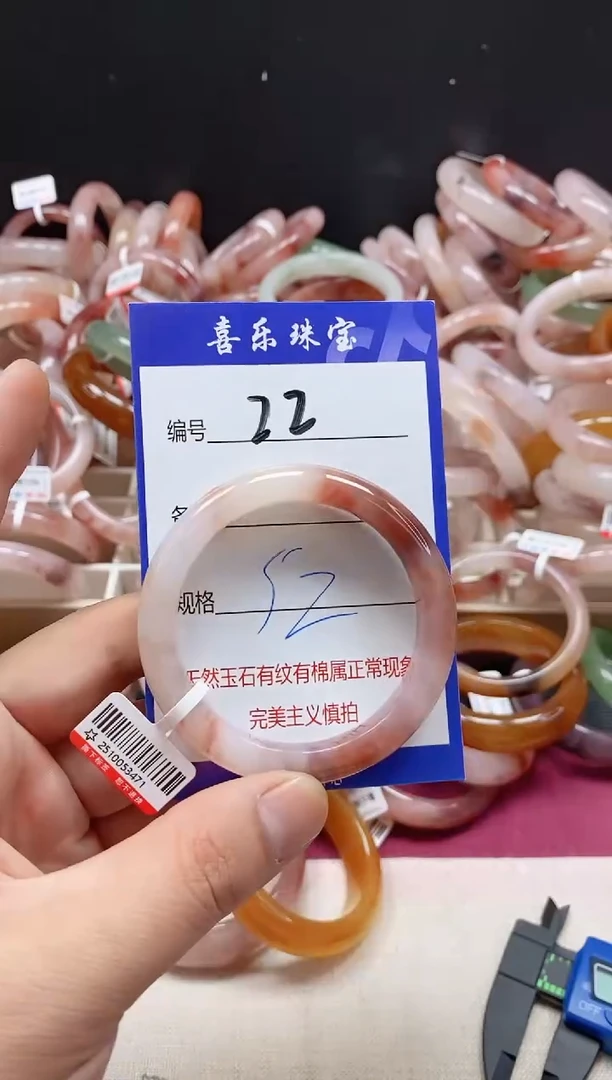 喜乐珠宝
编号 22
规格 52
天然玉石有纹有棉属正常现象
完美主义慎拍
2510053471
OFF